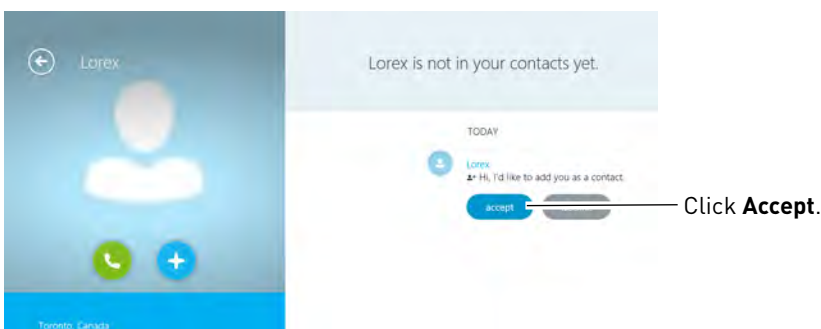 Lorex
Lorex is not in your contacts yet.
TODAY
Lorex
Hi, I'd like to add you as a contact.
accept
Click Accept.
Toronto, Canada